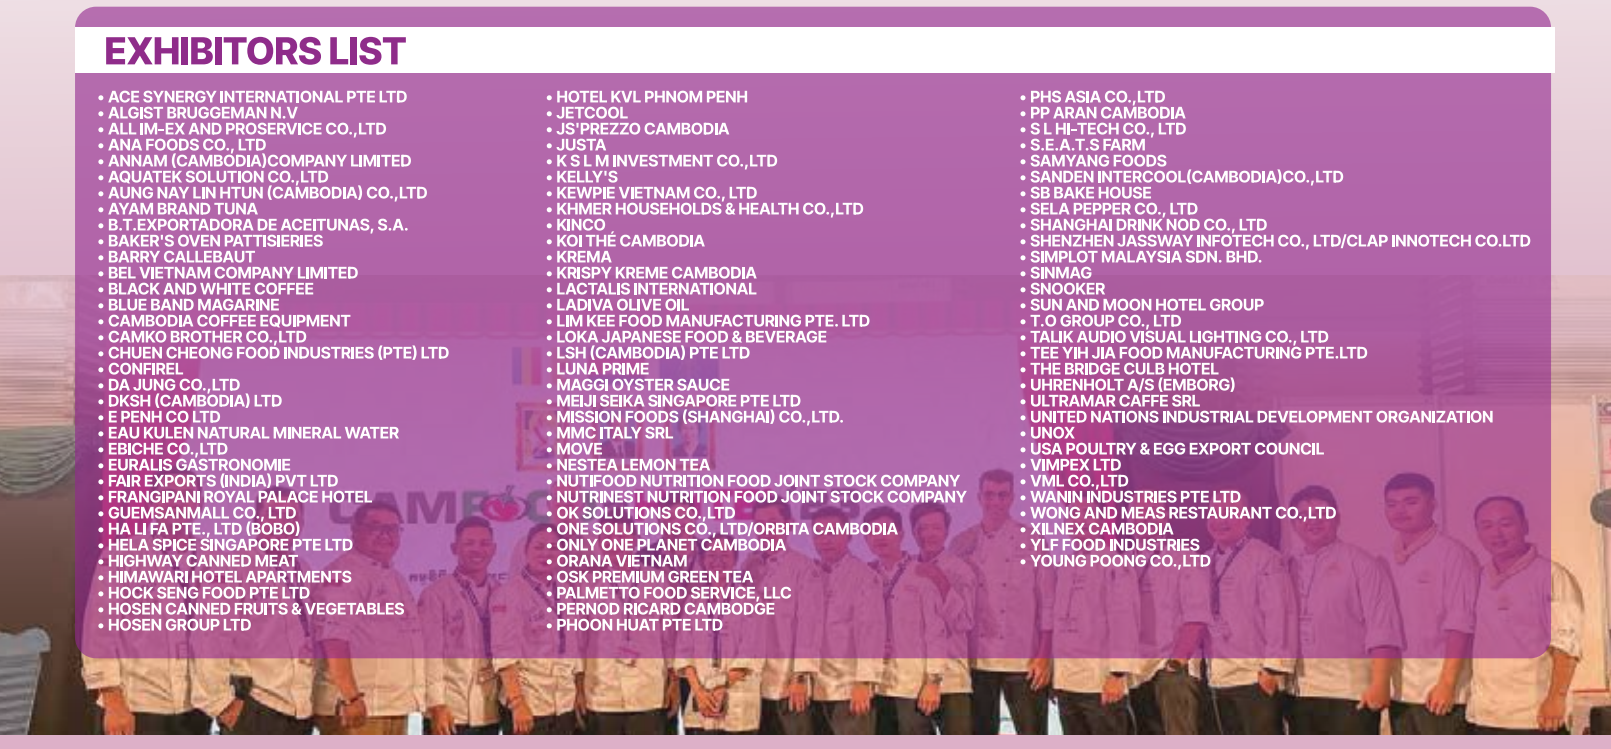 EXHIBITORS LIST
• ACE SYNERGY INTERNATIONAL PTE LTD
• ALGIST BRUGGEMAN N.V
• ALL IM-EX AND PROSERVICE CO.,LTD
• ANA FOODS CO., LTD
• ANNAM (CAMBODIA)COMPANY LIMITED
• AQUATEK SOLUTION CO.,LTD
• AUNG NAY LIN HTUN (CAMBODIA) CO.,LTD
• AYAM BRAND TUNA
• B.T.EXPORTADORA DE ACEITUNAS, S.A.
• BAKER'S OVEN PATTISIERIES
• BARRY CALLEBAUT
• BEL VIETNAM COMPANY LIMITED
• BLACK AND WHITE COFFEE
• BLUE BAND MAGARINE
• CAMBODIA COFFEE EQUIPMENT
• CAMKO BROTHER CO.,LTD
• CHUEN CHEONG FOOD INDUSTRIES (PTE) LTD
• CONFIREL
• DA JUNG CO.,LTD
• DKSH (CAMBODIA) LTD
• E PENH CO LTD
• EAU KULEN NATURAL MINERAL WATER
• EBICHE CO.,LTD
• EURALIS GASTRONOMIE
• FAIR EXPORTS (INDIA) PVT LTD
• FRANGIPANI ROYAL PALACE HOTEL
• GUEMSANMALL CO., LTD
• HA LI FA PTE., LTD (BOBO)
• HELA SPICE SINGAPORE PTE LTD
• HIGHWAY CANNED MEAT
• HIMAWARI HOTEL APARTMENTS
• HOCK SENG FOOD PTE LTD
• HOSEN CANNED FRUITS & VEGETABLES
• HOSEN GROUP LTD
• HOTEL KVL PHNOM PENH
• JETCOOL
• JS'PREZZO CAMBODIA
• JUSTA
• K S L M INVESTMENT CO.,LTD
• KELLY'S
• KEWPIE VIETNAM CO., LTD
• KHMER HOUSEHOLDS & HEALTH CO.,LTD
• KINCO
• KOI THÉ CAMBODIA
• KREMA
• KRISPY KREME CAMBODIA
• LACTALIS INTERNATIONAL
• LADIVA OLIVE OIL
• LIM KEE FOOD MANUFACTURING PTE. LTD
• LOKA JAPANESE FOOD & BEVERAGE
• LSH (CAMBODIA) PTE LTD
• LUNA PRIME
• MAGGI OYSTER SAUCE
• MEIJI SEIKA SINGAPORE PTE LTD
• MISSION FOODS (SHANGHAI) CO.,LTD.
• MMC ITALY SRL
• MOVE
• NESTEA LEMON TEA
• NUTIFOOD NUTRITION FOOD JOINT STOCK COMPANY
• NUTRINEST NUTRITION FOOD JOINT STOCK COMPANY
• OK SOLUTIONS CO.,LTD
• ONE SOLUTIONS CO., LTD/ORBITA CAMBODIA
• ONLY ONE PLANET CAMBODIA
• ORANA VIETNAM
• OSK PREMIUM GREEN TEA
• PALMETTO FOOD SERVICE, LLC
• PERNOD RICARD CAMBODGE
• PHOON HUAT PTE LTD
• PHS ASIA CO.,LTD
• PP ARAN CAMBODIA
• S L HI-TECH CO., LTD
• S.E.A.T.S FARM
• SAMYANG FOODS
• SANDEN INTERCOOL(CAMBODIA)CO.,LTD
• SB BAKE HOUSE
• SELA PEPPER CO., LTD
• SHANGHAI DRINK NOD CO., LTD
• SHENZHEN JASSWAY INFOTECH CO., LTD/CLAP INNOTECH CO.LTD
• SIMPLOT MALAYSIA SDN. BHD.
• SINMAG
• SNOOKER
• SUN AND MOON HOTEL GROUP
• T.O GROUP CO., LTD
• TALIK AUDIO VISUAL LIGHTING CO., LTD
• TEE YIH JIA FOOD MANUFACTURING PTE.LTD
• THE BRIDGE CULB HOTEL
• UHRENHOLT A/S (EMBORG)
• ULTRAMAR CAFFE SRL
• UNITED NATIONS INDUSTRIAL DEVELOPMENT ORGANIZATION
• UNOX
• USA POULTRY & EGG EXPORT COUNCIL
• VIMPEX LTD
• VML CO.,LTD
• WANIN INDUSTRIES PTE LTD
• WONG AND MEAS RESTAURANT CO.,LTD
• XILNEX CAMBODIA
• YLF FOOD INDUSTRIES
• YOUNG POONG CO.,LTD